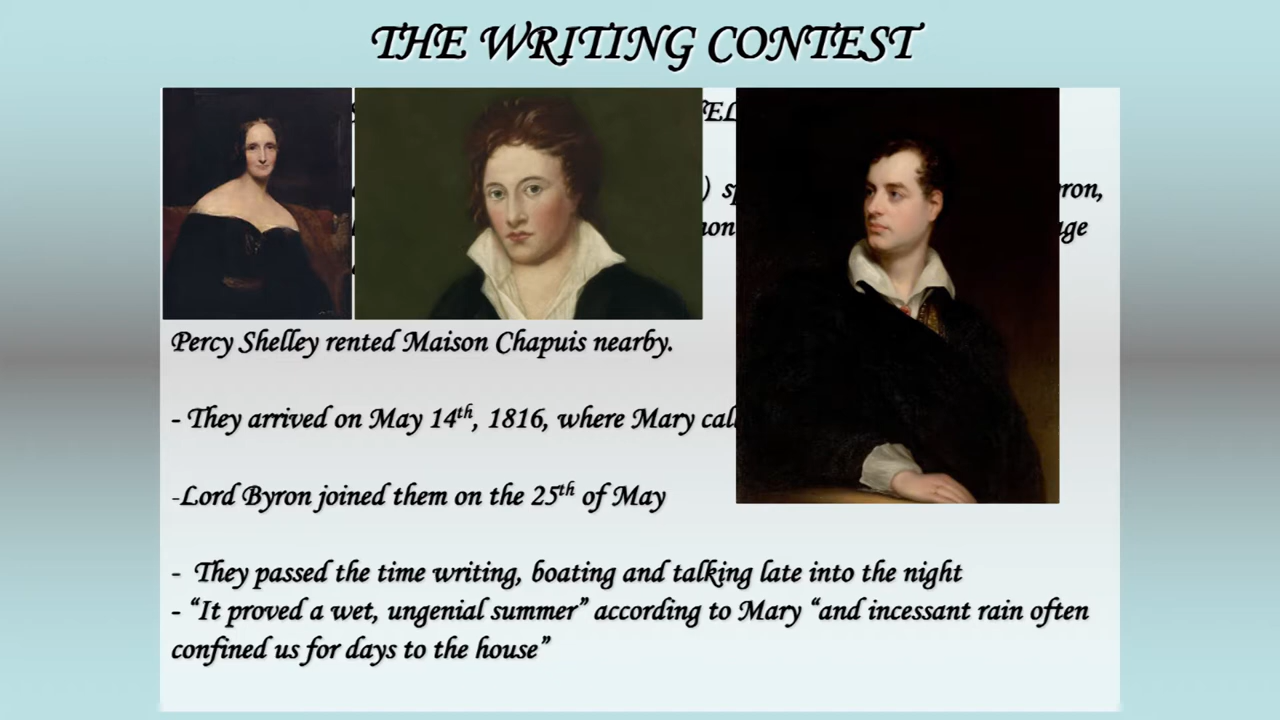 THE WRITING CONTEST
Percy Shelley rented Maison Chapuis nearby.
- They arrived on May 14th, 1816, where Mary
-Lord Byron joined them on the 25th of May
- They passed the time writing, boating and talking late into the night
- “It proved a wet, ungenial summer” according to Mary “and incessant rain often
confined us for days to the house”